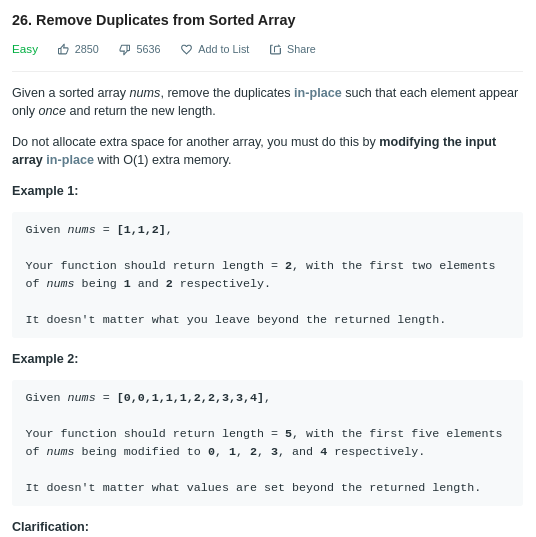 26. Remove Duplicates from Sorted Array
Easy 2850 5636 Add to List Share
Given a sorted array nums, remove the duplicates in-place such that each element appear
only once and return the new length.
Do not allocate extra space for another array, you must do this by modifying the input
array in-place with O(1) extra memory.
Example 1:
Given nums = [1,1,2],
Your function should return length = 2, with the first two elements
of nums being 1 and 2 respectively.
It doesn't matter what you leave beyond the returned length.
Example 2:
Given nums = [0,0,1,1,1,2,2,3,3,4],
Your function should return length = 5, with the first five elements
of nums being modified to 0, 1, 2, 3, and 4 respectively.
It doesn't matter what values are set beyond the returned length.
Clarification: